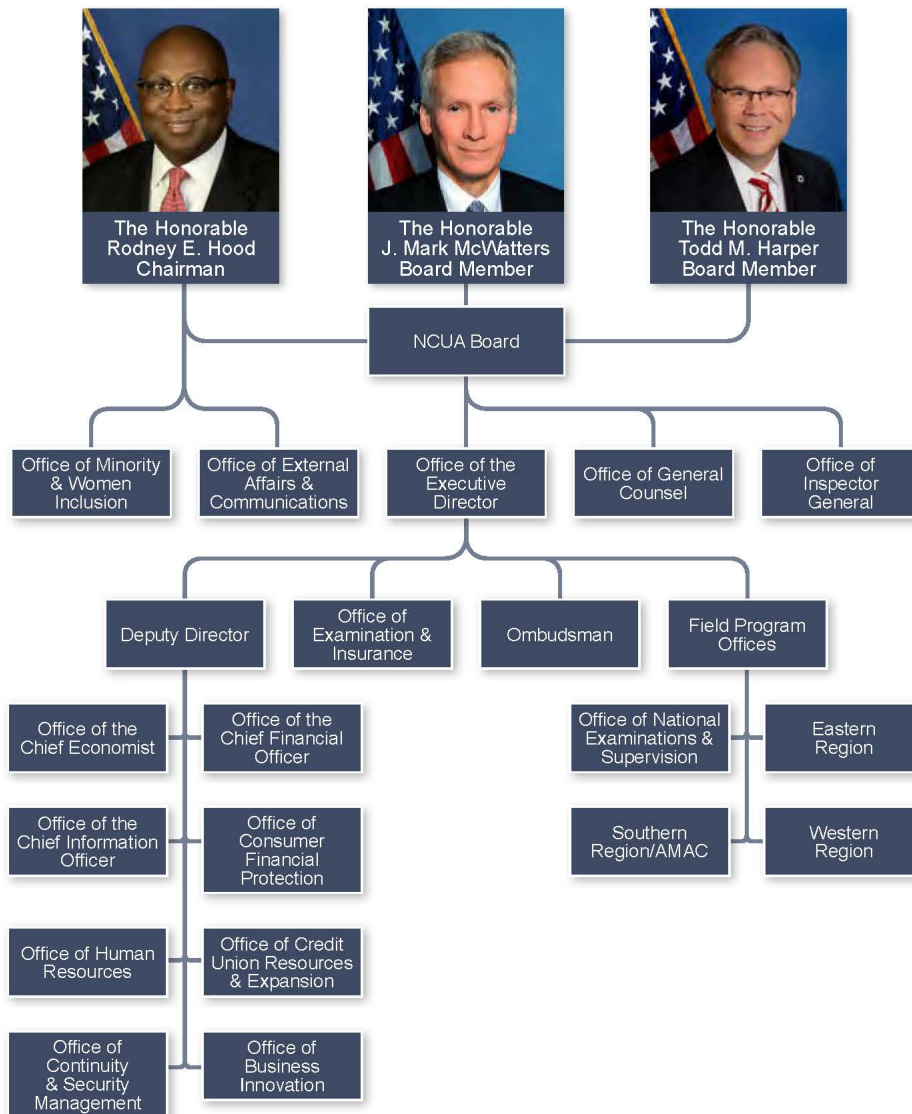 The Honorable
Rodney E. Hood
Chairman
The Honorable
J. Mark McWatters
Board Member
The Honorable
Todd M. Harper
Board Member
NCUA Board
Office of Minority
& Women
Inclusion
Office of External
Affairs &
Communications
Office of the
Executive
Director
Office of General
Counsel
Office of
Inspector
General
Deputy Director
Office of
Examination &
Insurance
Ombudsman
Field Program
Offices
Office of the
Chief Economist
Office of the
Chief Financial
Officer
Office of National
Examinations &
Supervision
Eastern
Region
Office of the
Chief Information
Officer
Office of
Consumer
Financial
Protection
Southern
Region/AMAC
Western
Region
Office of Human
Resources
Office of Credit
Union Resources
& Expansion
Office of
Continuity
& Security
Management
Office of
Business
Innovation